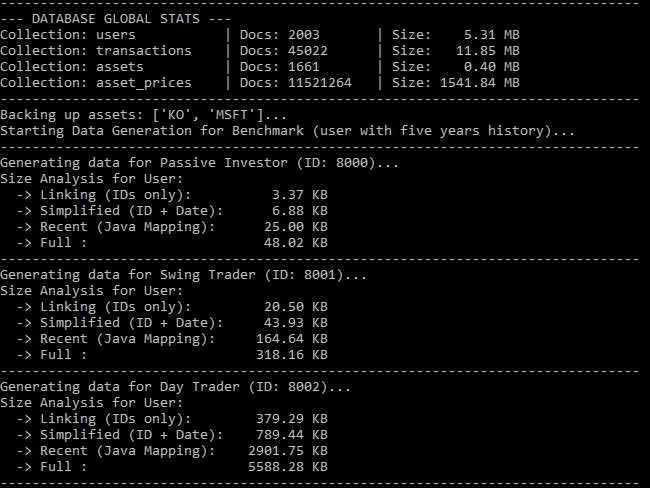 --------------------------------------------------------------------------------
--- DATABASE GLOBAL STATS ---
Collection: users           | Docs: 2003       | Size:    5.31 MB
Collection: transactions    | Docs: 45022      | Size:   11.85 MB
Collection: assets          | Docs: 1661       | Size:    0.40 MB
Collection: asset_prices    | Docs: 11521264   | Size: 1541.84 MB
--------------------------------------------------------------------------------
Backing up assets: ['KO', 'MSFT']...
Starting Data Generation for Benchmark (user with five years history)...
--------------------------------------------------------------------------------
Generating data for Passive Investor (ID: 8000)...
Size Analysis for User:
  -> Linking (IDs only):          3.37 KB
  -> Simplified (ID + Date):      6.88 KB
  -> Recent (Java Mapping):      25.00 KB
  -> Full :                      48.02 KB
--------------------------------------------------------------------------------
Generating data for Swing Trader (ID: 8001)...
Size Analysis for User:
  -> Linking (IDs only):         20.50 KB
  -> Simplified (ID + Date):     43.93 KB
  -> Recent (Java Mapping):     164.64 KB
  -> Full :                     318.16 KB
--------------------------------------------------------------------------------
Generating data for Day Trader (ID: 8002)...
Size Analysis for User:
  -> Linking (IDs only):        379.29 KB
  -> Simplified (ID + Date):    789.44 KB
  -> Recent (Java Mapping):    2901.75 KB
  -> Full :                    5588.28 KB
--------------------------------------------------------------------------------